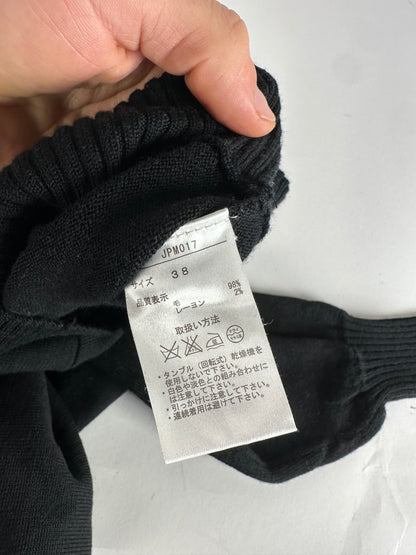 JPM017
サイズ 38
品質表示 毛 98%
レーヨン 2%
取扱い方法
・タンブル（回転式）乾燥機を
使用しないで下さい。
・白色や淡色との組み合わせに
は注意して下さい。
・引っかけに注意して下さい。
・連続着用は避けて下さい。